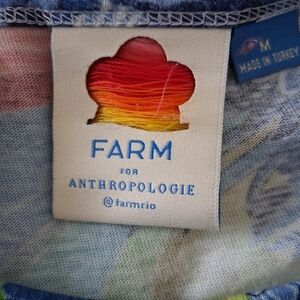 M
MADE IN TURKEY
FARM
FOR
ANTHROPOLOGIE
@farmrio